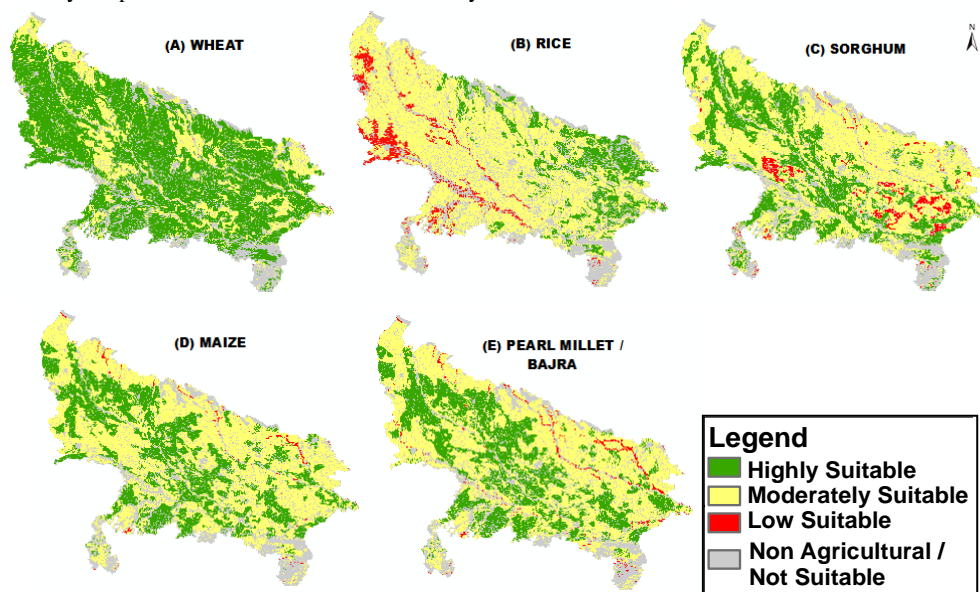 (A) WHEAT
(B) RICE
(C) SORGHUM
N
(D) MAIZE
(E) PEARL MILLET /
BAJRA
Legend
Highly Suitable
Moderately Suitable
Low Suitable
Non Agricultural /
Not Suitable